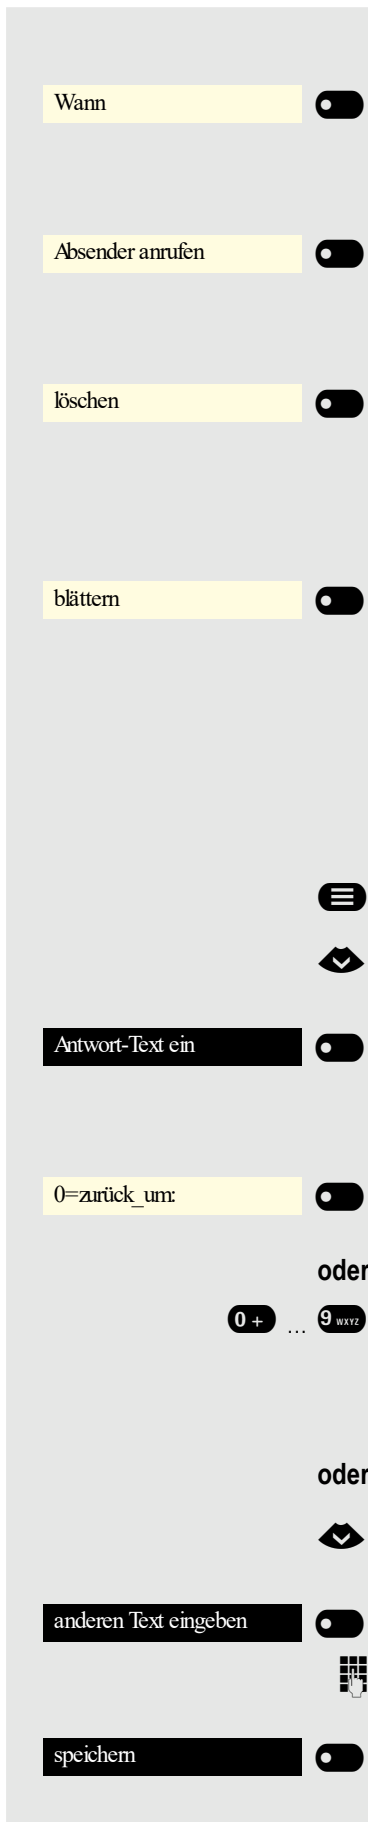 Wann
Absender anrufen
löschen
blättern
Antwort-Text ein
0=zurück_um:
oder
0 + ... 9 WXYZ
oder
anderen Text eingeben
speichern